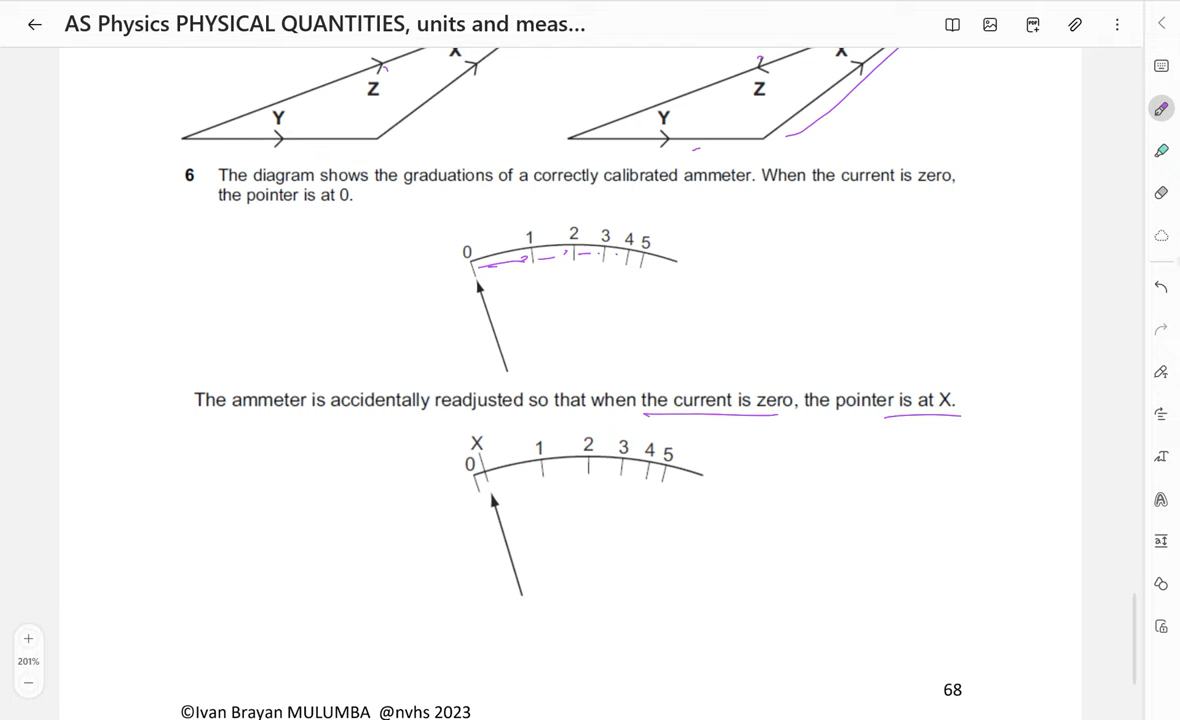 AS Physics PHYSICAL QUANTITIES, units and meas...
X X
Z Z
Y Y
6 The diagram shows the graduations of a correctly calibrated ammeter. When the current is zero,
the pointer is at 0.
0 1 2 3 4 5
The ammeter is accidentally readjusted so that when the current is zero, the pointer is at X.
X
0 1 2 3 4 5
201%
68
©Ivan Brayan MULUMBA @nvhs 2023